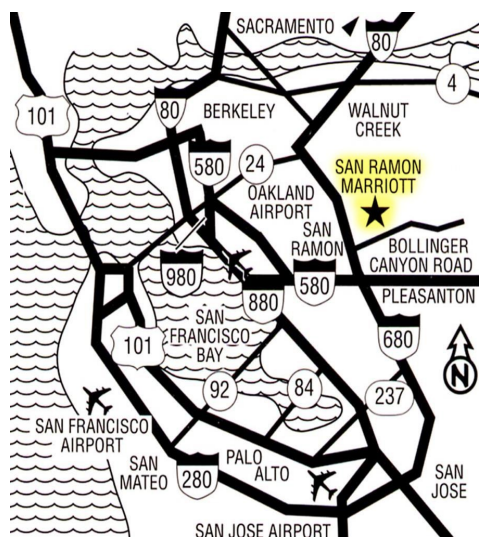 SACRAMENTO
80
4
101
80
BERKELEY
WALNUT
CREEK
580
24
SAN RAMON
MARRIOTT
OAKLAND
AIRPORT
SAN
RAMON
BOLLINGER
CANYON ROAD
980
880
580
PLEASANTON
SAN
FRANCISCO
BAY
101
680
N
92
84
237
SAN FRANCISCO
AIRPORT
SAN
MATEO
280
PALO
ALTO
SAN
JOSE
SAN JOSE AIRPORT